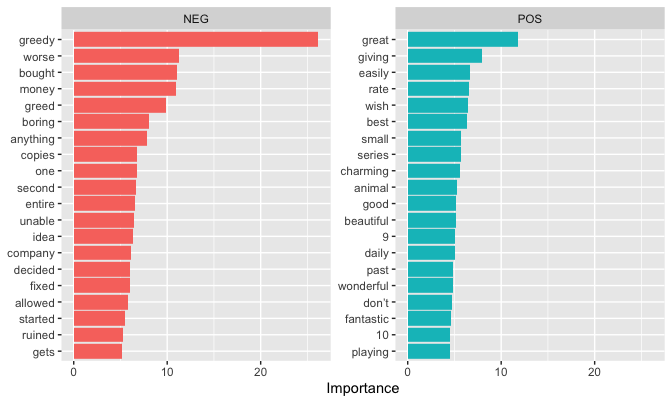 NEG
greedy
worse
bought
money
greed
boring
anything
copies
one
second
entire
unable
idea
company
decided
fixed
allowed
started
ruined
gets
0 10 20
POS
great
giving
easily
rate
wish
best
small
series
charming
animal
good
beautiful
9
daily
past
wonderful
don’t
fantastic
10
playing
0 10 20
Importance